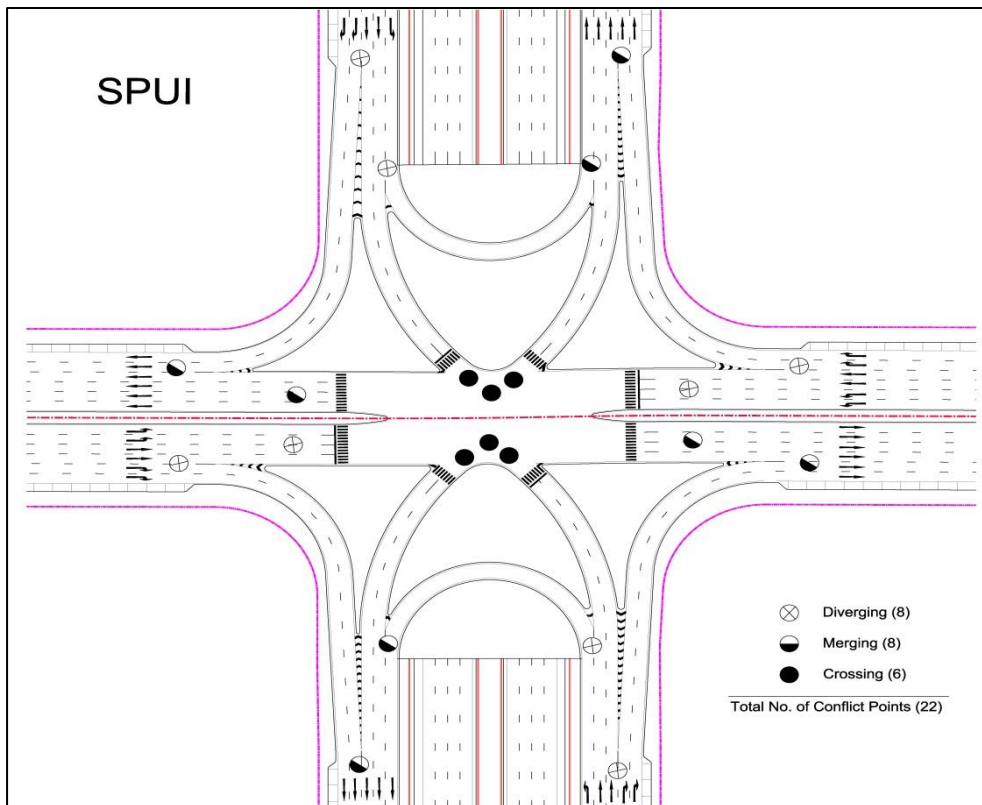 SPUI
Diverging (8)
Merging (8)
Crossing (6)
Total No. of Conflict Points (22)